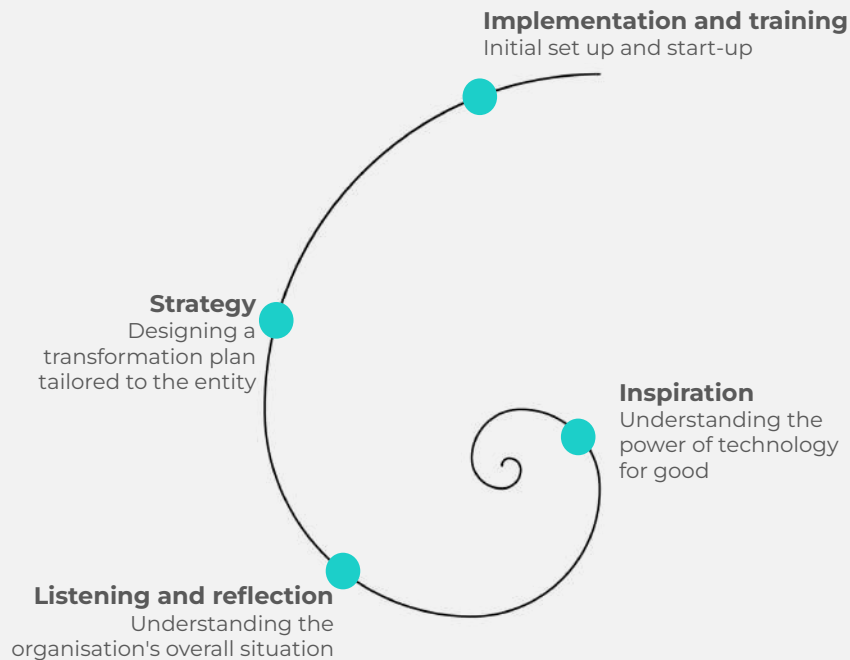 Implementation and training
Initial set up and start-up
Strategy
Designing a
transformation plan
tailored to the entity
Inspiration
Understanding the
power of technology
for good
Listening and reflection
Understanding the
organisation's overall situation